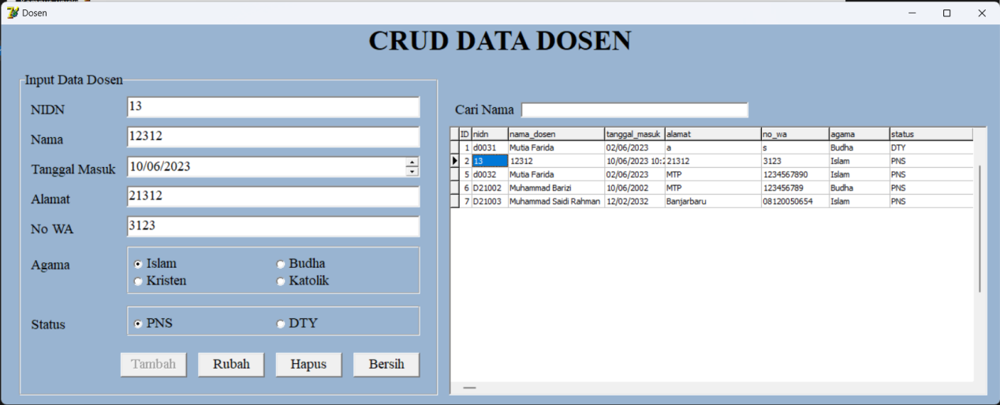 Dosen
CRUD DATA DOSEN
Input Data Dosen
NIDN 13
Nama 12312
Tanggal Masuk 10/06/2023
Alamat 21312
No WA 3123
Agama
Islam Budha
Kristen Katolik
Status PNS DTY
Tambah Rubah Hapus Bersih
Cari Nama
ID nidn nama_dosen tanggal_masuk alamat no_wa agama status
1 d0031 Mutia Farida 02/06/2023 a s Budha DTY
2 13 12312 10/06/2023 10:2 21312 3123 Islam PNS
5 d0032 Mutia Farida 02/06/2023 MTP 1234567890 Islam PNS
6 D21002 Muhammad Barizi 10/06/2002 MTP 123456789 Budha PNS
7 D21003 Muhammad Saidi Rahman 12/02/2032 Banjarbaru 08120050654 Islam PNS